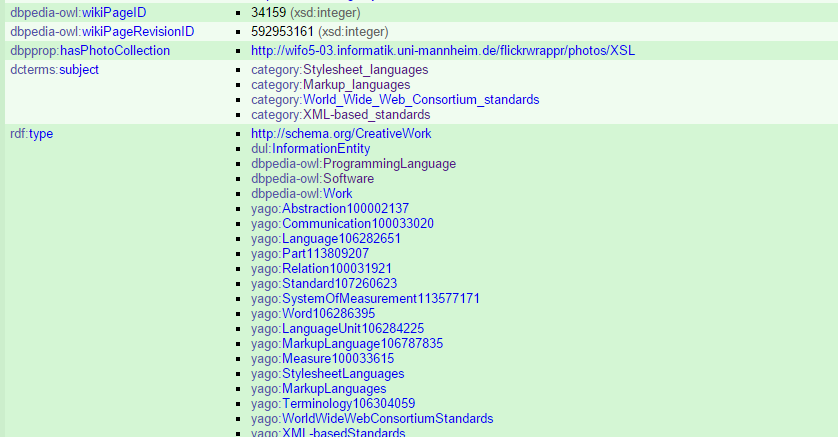 dbpedia-owl:wikiPageID ▪ 34159 (xsd:integer)
dbpedia-owl:wikiPageRevisionID ▪ 592953161 (xsd:integer)
dbpprop:hasPhotoCollection ▪ http://wifo5-03.informatik.uni-mannheim.de/flickrwrappr/photos/XSL
dcterms:subject ▪ category:Stylesheet_languages
▪ category:Markup_languages
▪ category:World_Wide_Web_Consortium_standards
▪ category:XML-based_standards
rdf:type ▪ http://schema.org/CreativeWork
▪ dul:InformationEntity
▪ dbpedia-owl:ProgrammingLanguage
▪ dbpedia-owl:Software
▪ dbpedia-owl:Work
▪ yago:Abstraction100002137
▪ yago:Communication100033020
▪ yago:Language106282651
▪ yago:Part113809207
▪ yago:Relation100031921
▪ yago:Standard107260623
▪ yago:SystemOfMeasurement113577171
▪ yago:Word106286395
▪ yago:LanguageUnit106284225
▪ yago:MarkupLanguage106787835
▪ yago:Measure100033615
▪ yago:StylesheetLanguages
▪ yago:MarkupLanguages
▪ yago:Terminology106304059
▪ yago:WorldWideWebConsortiumStandards
▪ yago:XML-basedStandards